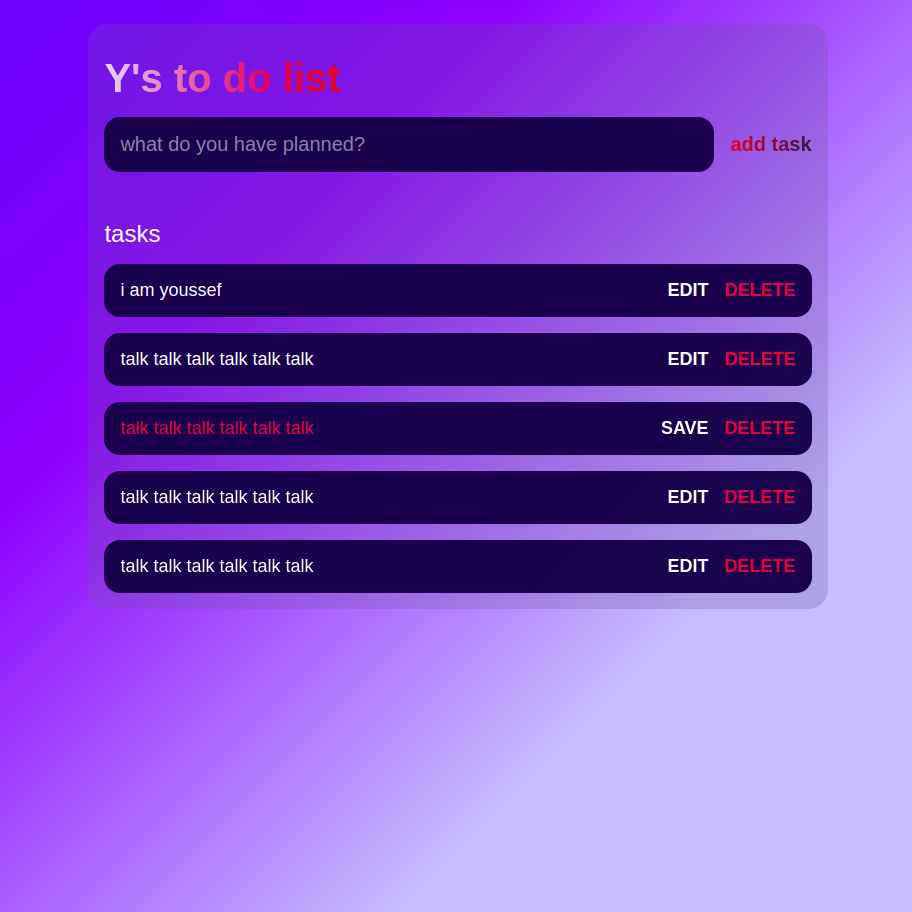 Y's to do list
what do you have planned? add task
tasks
i am youssef EDIT DELETE
talk talk talk talk talk talk EDIT DELETE
talk talk talk talk talk talk SAVE DELETE
talk talk talk talk talk talk EDIT DELETE
talk talk talk talk talk talk EDIT DELETE